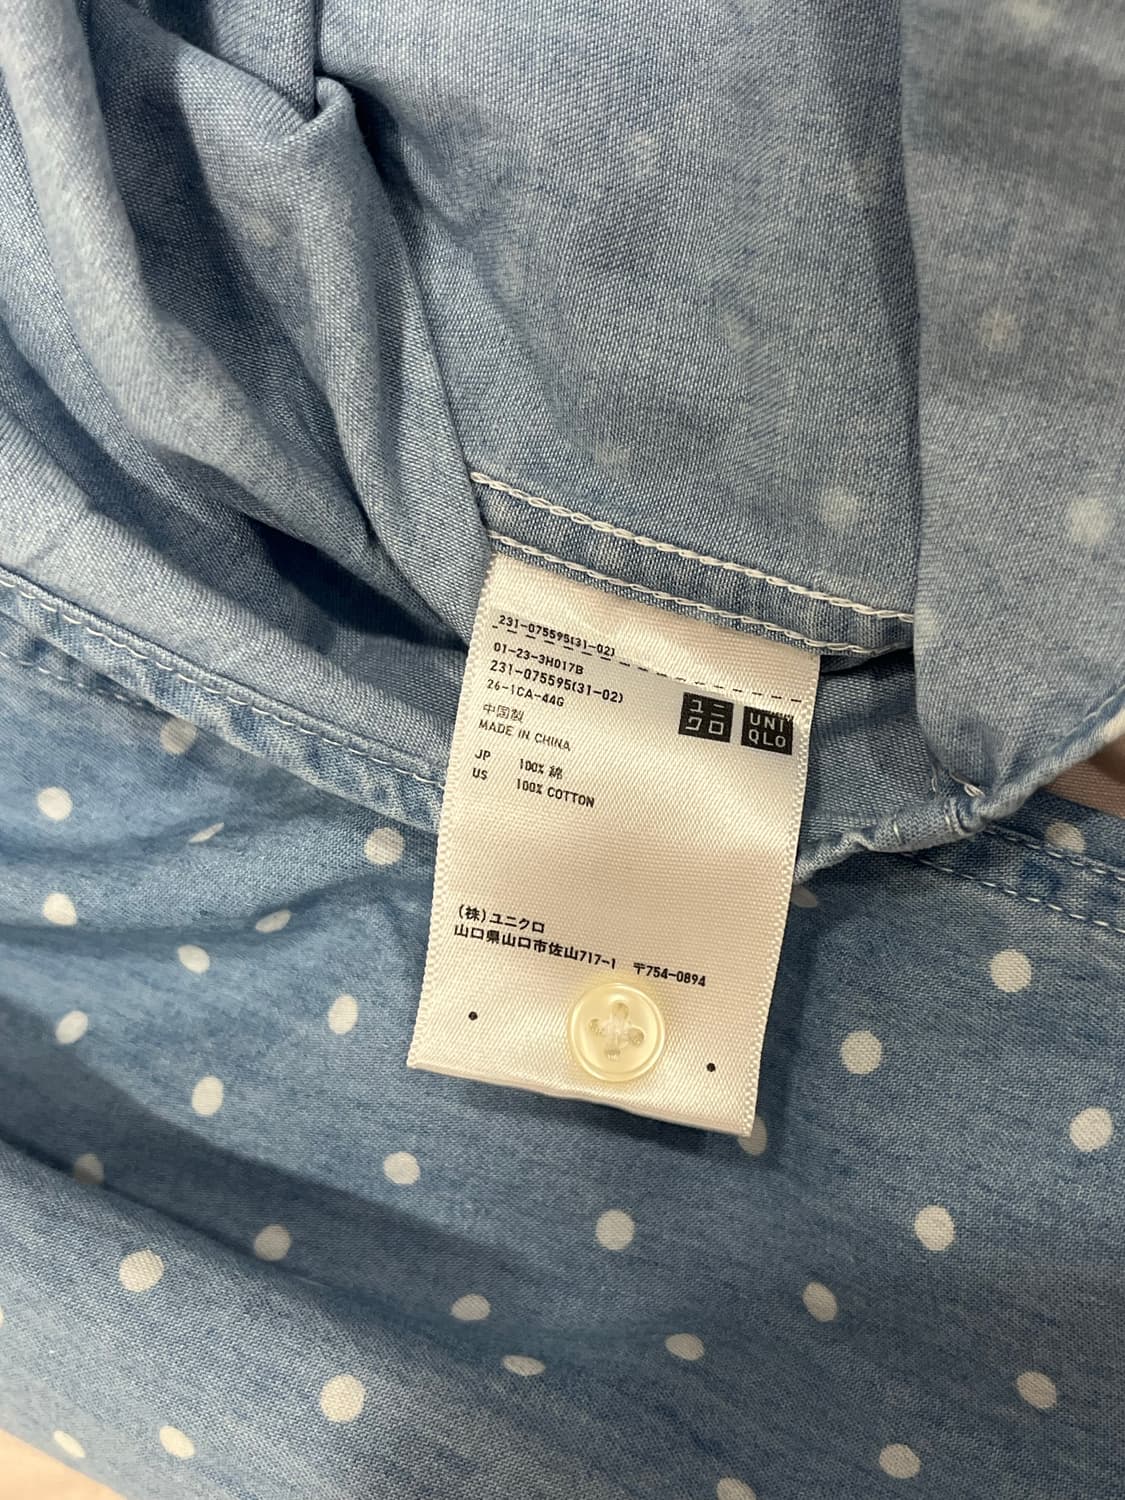 231-075595(31-02)
01-23-3H017B
231-075595(31-02)
26-1CA-44G
中国製
MADE IN CHINA
JP 100% 綿
US 100% COTTON
ユニ
クロ
UNI
QLO
(株)ユニクロ
山口県山口市佐山717-1 〒754-0894